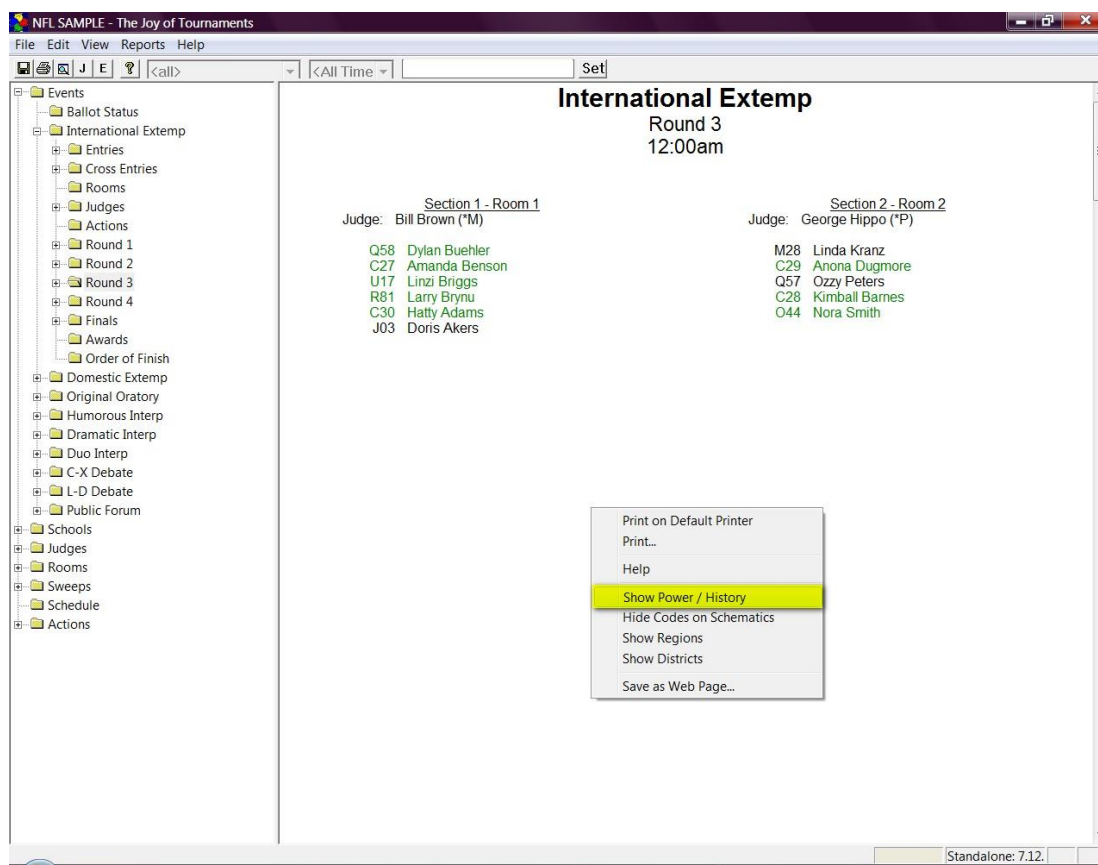 NFL SAMPLE - The Joy of Tournaments
File Edit View Reports Help
J E ? <all> <All Time Set
Events
Ballot Status
International Extemp
Entries
Cross Entries
Rooms
Judges
Actions
Round 1
Round 2
Round 3
Round 4
Finals
Awards
Order of Finish
Domestic Extemp
Original Oratory
Humorous Interp
Dramatic Interp
Duo Interp
C-X Debate
L-D Debate
Public Forum
Schools
Judges
Rooms
Sweeps
Schedule
Actions
International Extemp
Round 3
12:00am
Section 1 - Room 1
Judge: Bill Brown (*M)
Q58 Dylan Buehler
C27 Amanda Benson
U17 Linzi Briggs
R81 Larry Brynu
C30 Hatty Adams
J03 Doris Akers
Section 2 - Room 2
Judge: George Hippo (*P)
M28 Linda Kranz
C29 Anona Dugmore
Q57 Ozzy Peters
C28 Kimball Barnes
O44 Nora Smith
Print on Default Printer
Print...
Help
Show Power / History
Hide Codes on Schematics
Show Regions
Show Districts
Save as Web Page...
Standalone: 7.12.